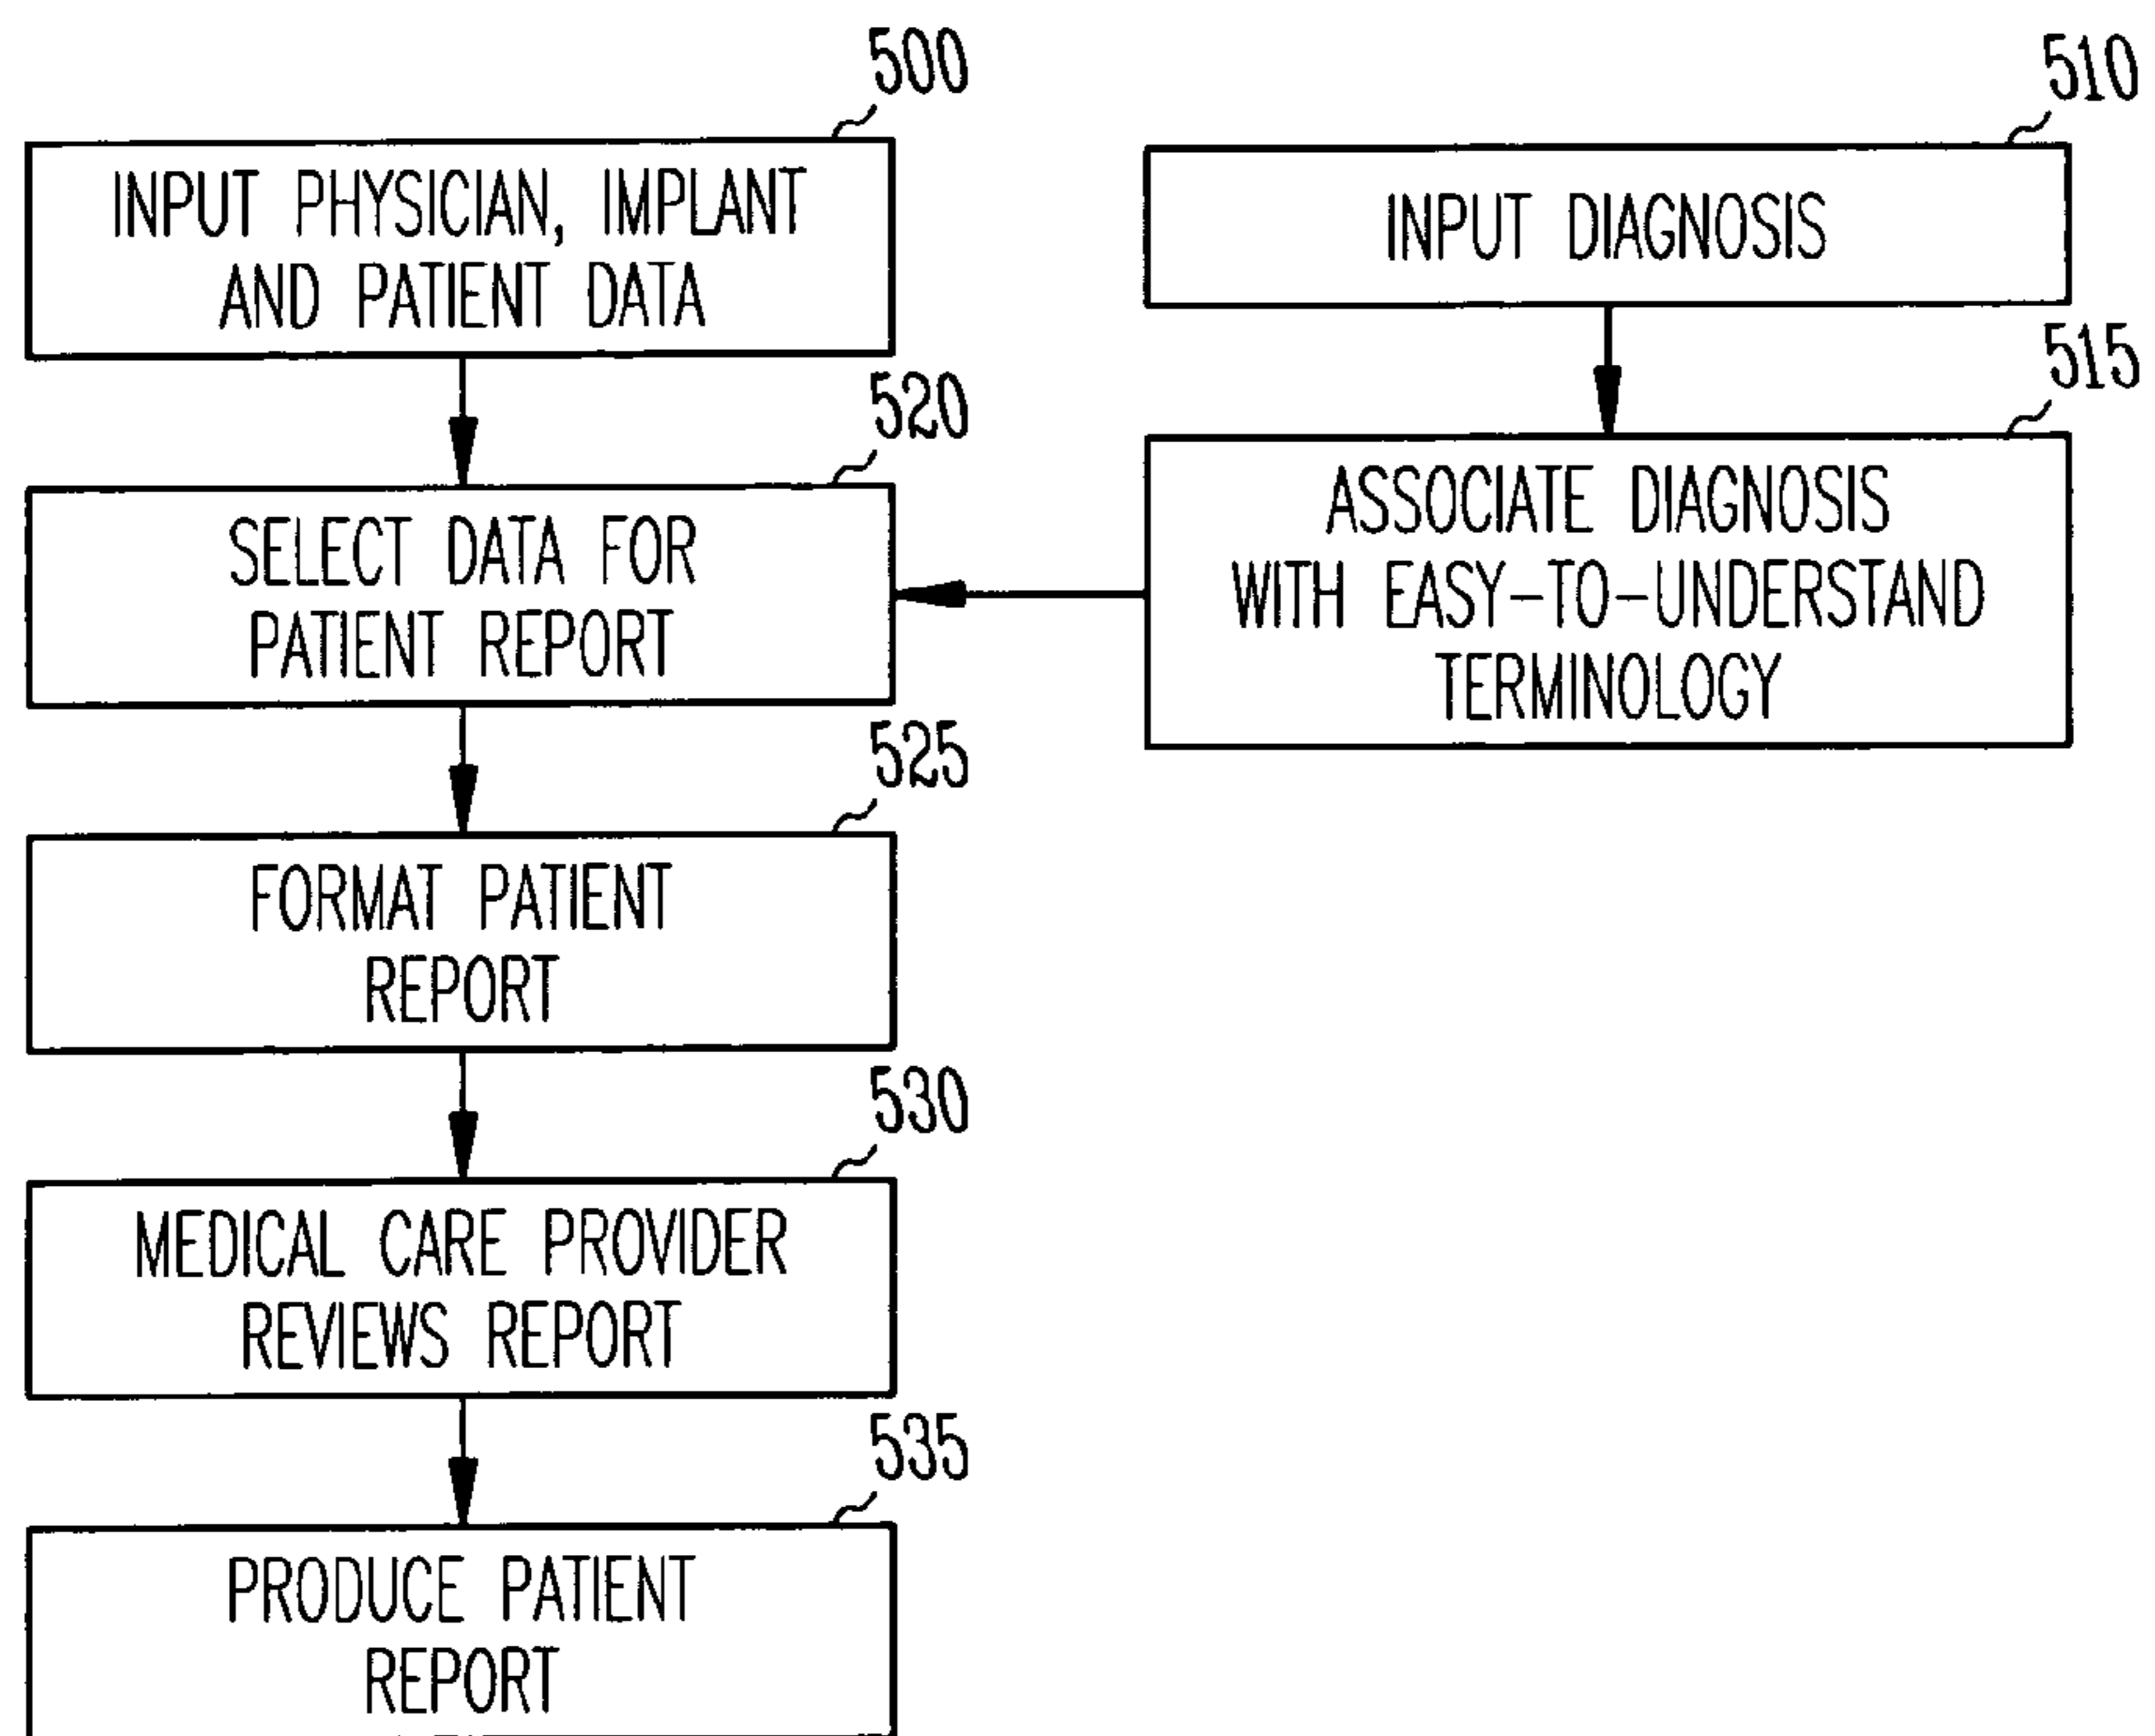 500
INPUT PHYSICIAN, IMPLANT
AND PATIENT DATA
510
INPUT DIAGNOSIS
515
ASSOCIATE DIAGNOSIS
WITH EASY-TO-UNDERSTAND
TERMINOLOGY
520
SELECT DATA FOR
PATIENT REPORT
525
FORMAT PATIENT
REPORT
530
MEDICAL CARE PROVIDER
REVIEWS REPORT
535
PRODUCE PATIENT
REPORT